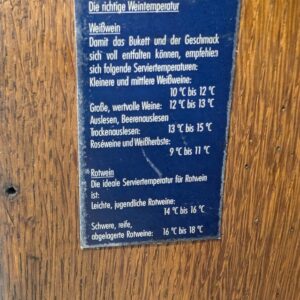 Die richtige Weintemperatur
Weißwein
Damit das Bukett und der Geschmack
sich voll entfalten können, empfehlen
sich folgende Serviertemperaturen:
Kleinere und mittlere Weißweine:
10 °C bis 12 °C
Große, wertvolle Weine: 12 °C bis 13 °C
Auslesen, Beerenauslesen
Trockenauslesen: 13 °C bis 15 °C
Roséweine und Weißherbste:
9 °C bis 11 °C
Rotwein
Die ideale Serviertemperatur für Rotwein
ist:
Leichte, jugendliche Rotweine:
14 °C bis 16 °C
Schwere, reife,
abgelagerte Rotweine: 16 °C bis 18 °C